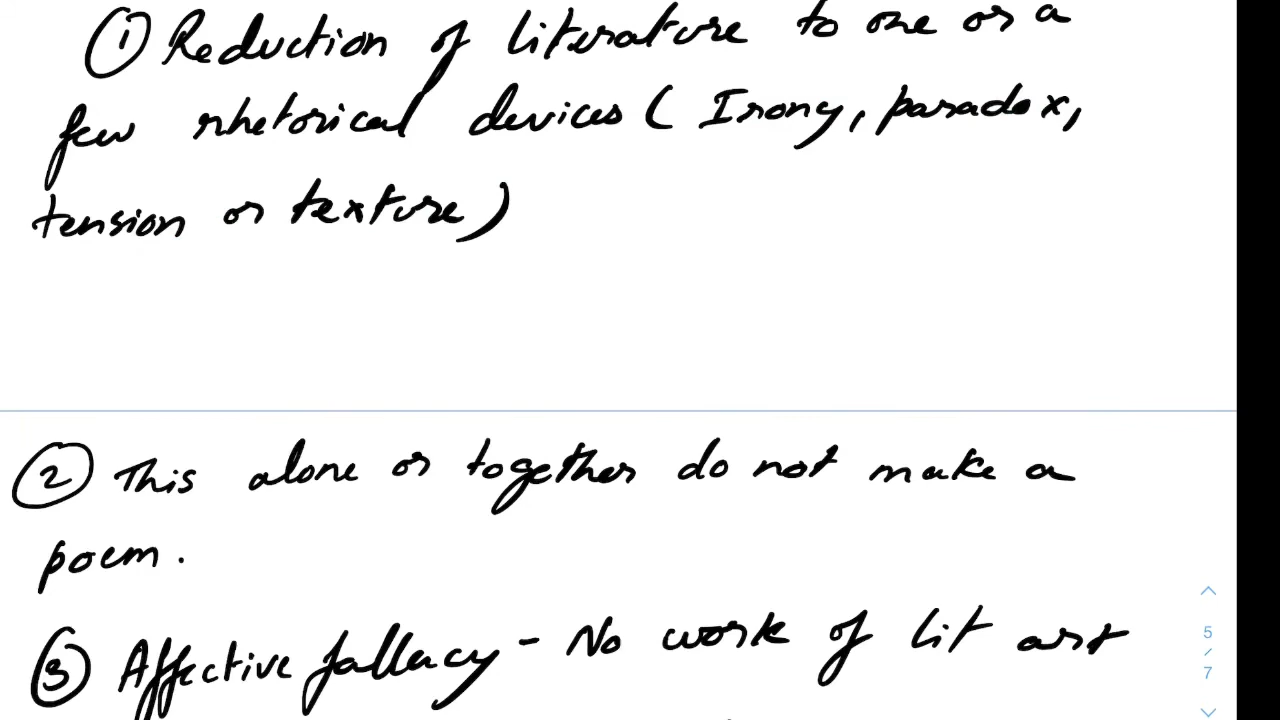 ① Reduction of literature to one or a
few rhetorical devices ( Irony, paradox,
tension or texture)
② This alone or together do not make a
poem.
③ Affective fallacy - No work of lit art
5
/
7